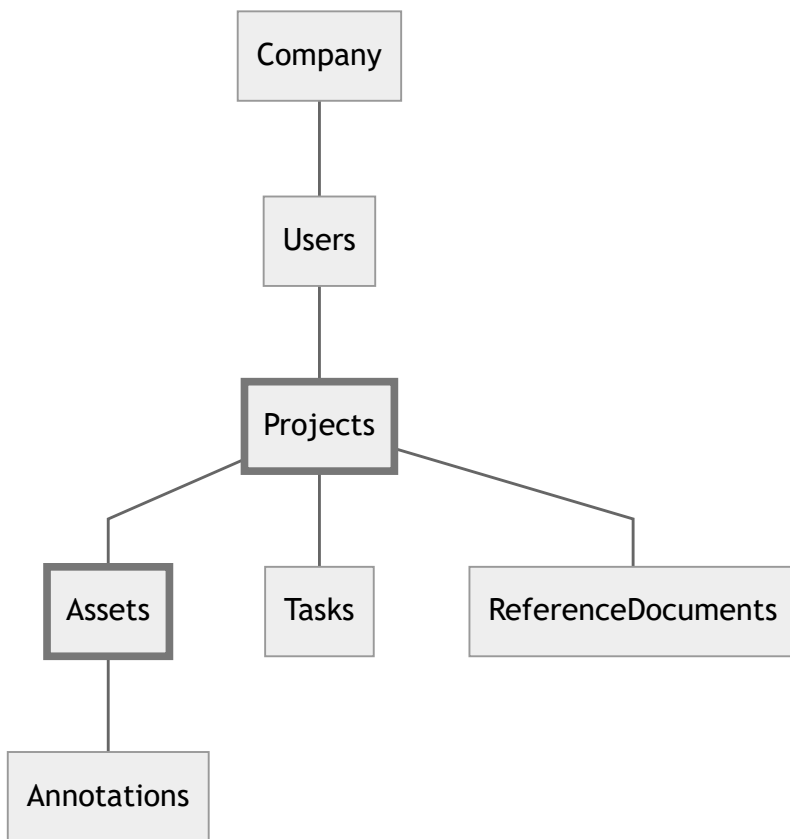 Company
Users
Projects
Assets
Tasks
ReferenceDocuments
Annotations